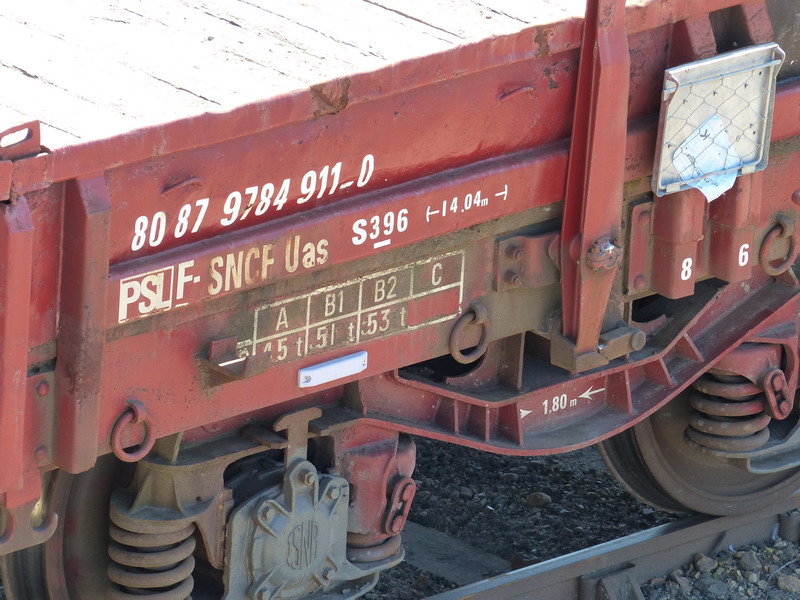 80 87 9784 911-0
S396 14.04m
PSL F- SNCF Uas
A B1 B2 C
45 t 51 t 53 t
8 6
1.80 m
SNR